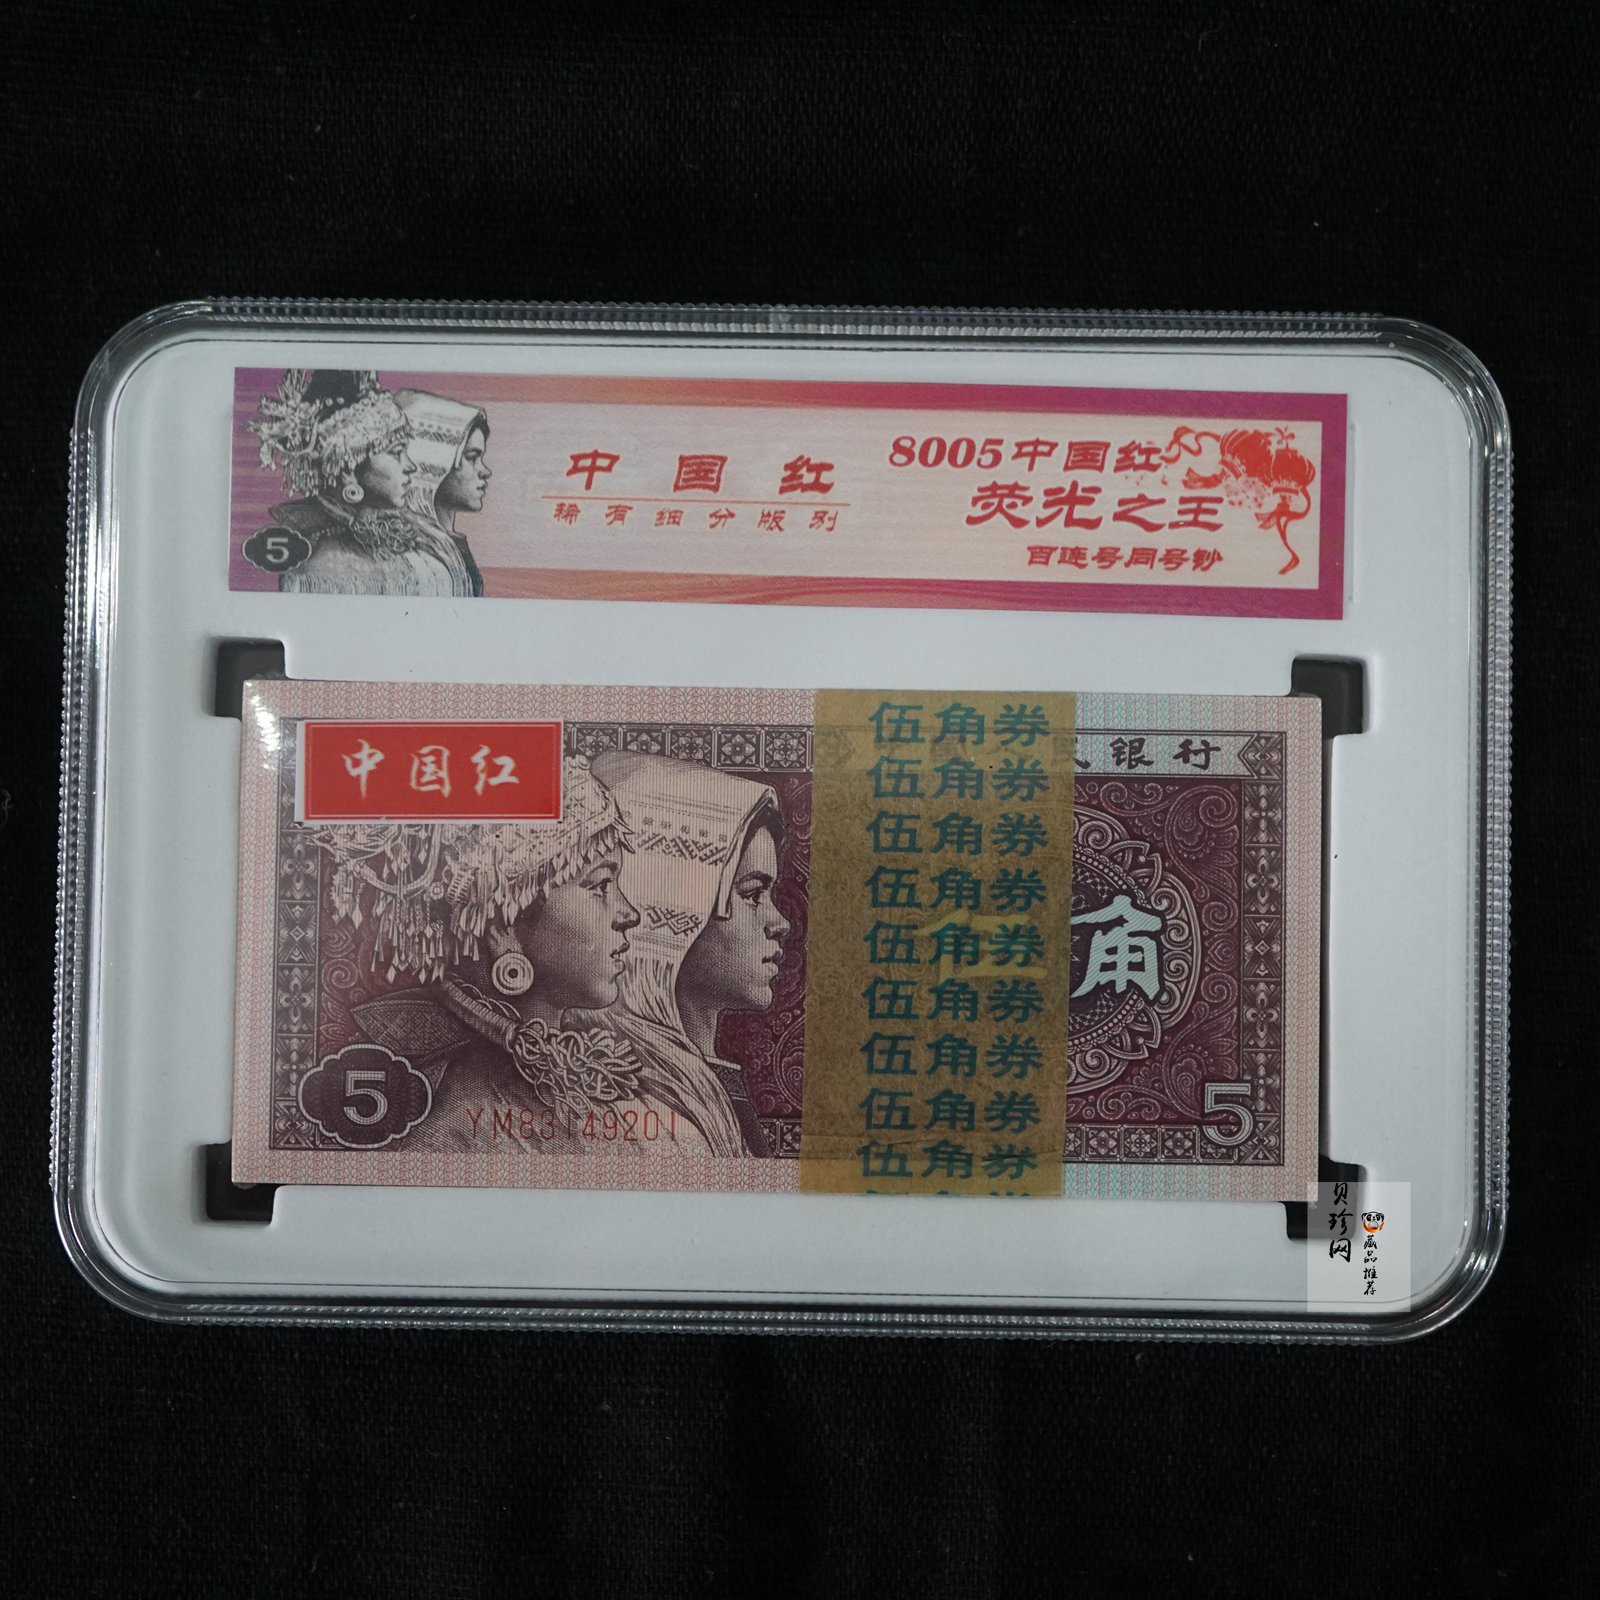 中国红
稀有细分版别
8005中国红
荧光之王
百连号同号钞
5
中国红
银行
伍角券
伍角券
伍角券
伍角券
伍角券
伍角券
伍角券
伍角券
伍角券
角
5
YM83149201
5
贝珍网
藏品推荐